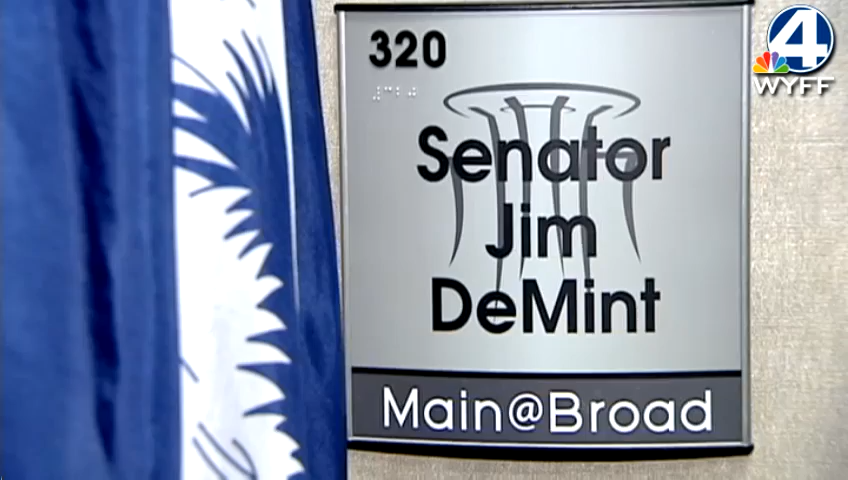 320
Senator
Jim
DeMint
Main@Broad
4
WYFF